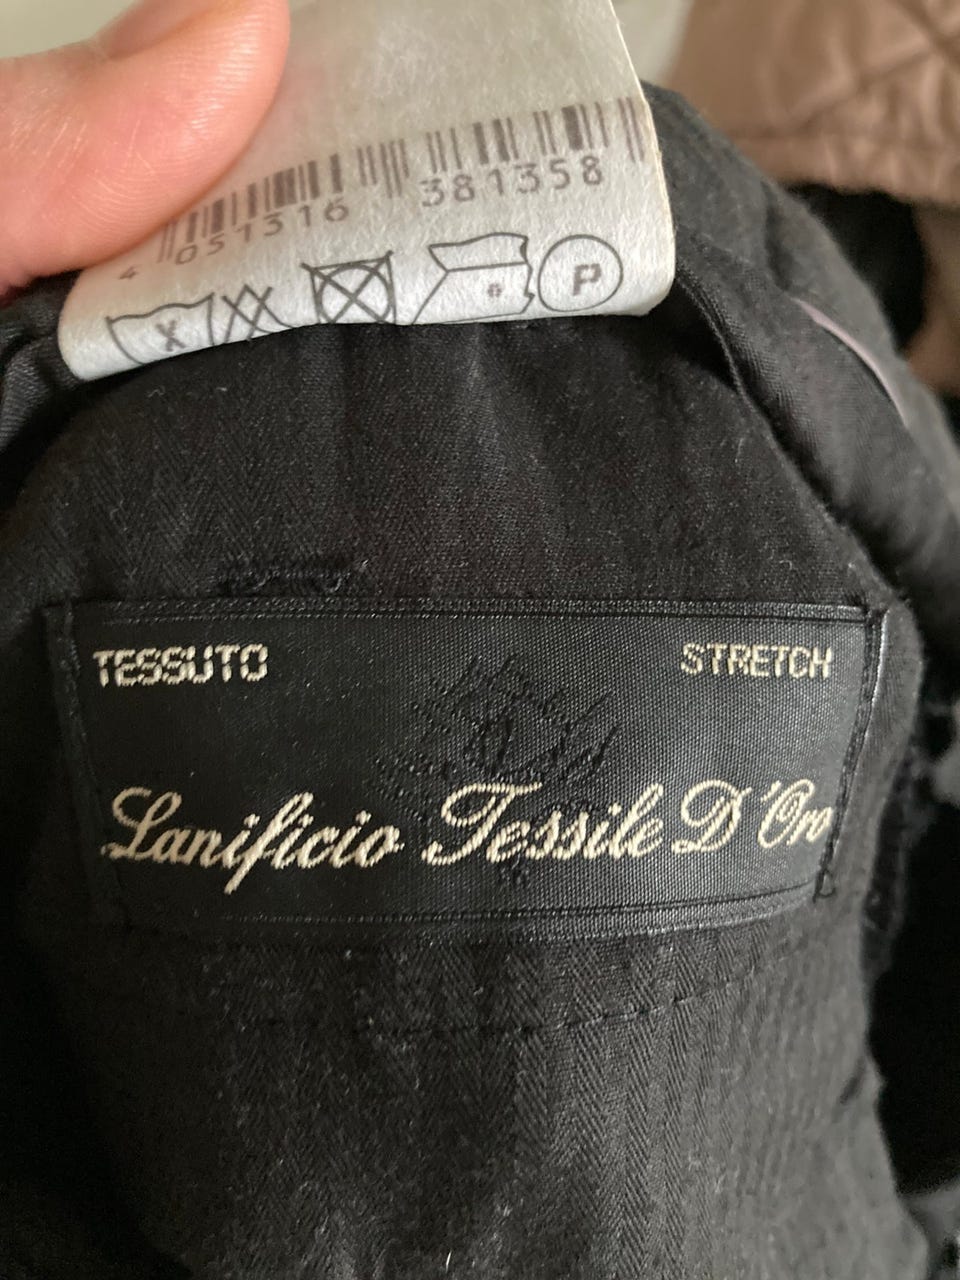 4 051316 381358
P
TESSUTO STRETCH
Lanificio Tessile D'Oro